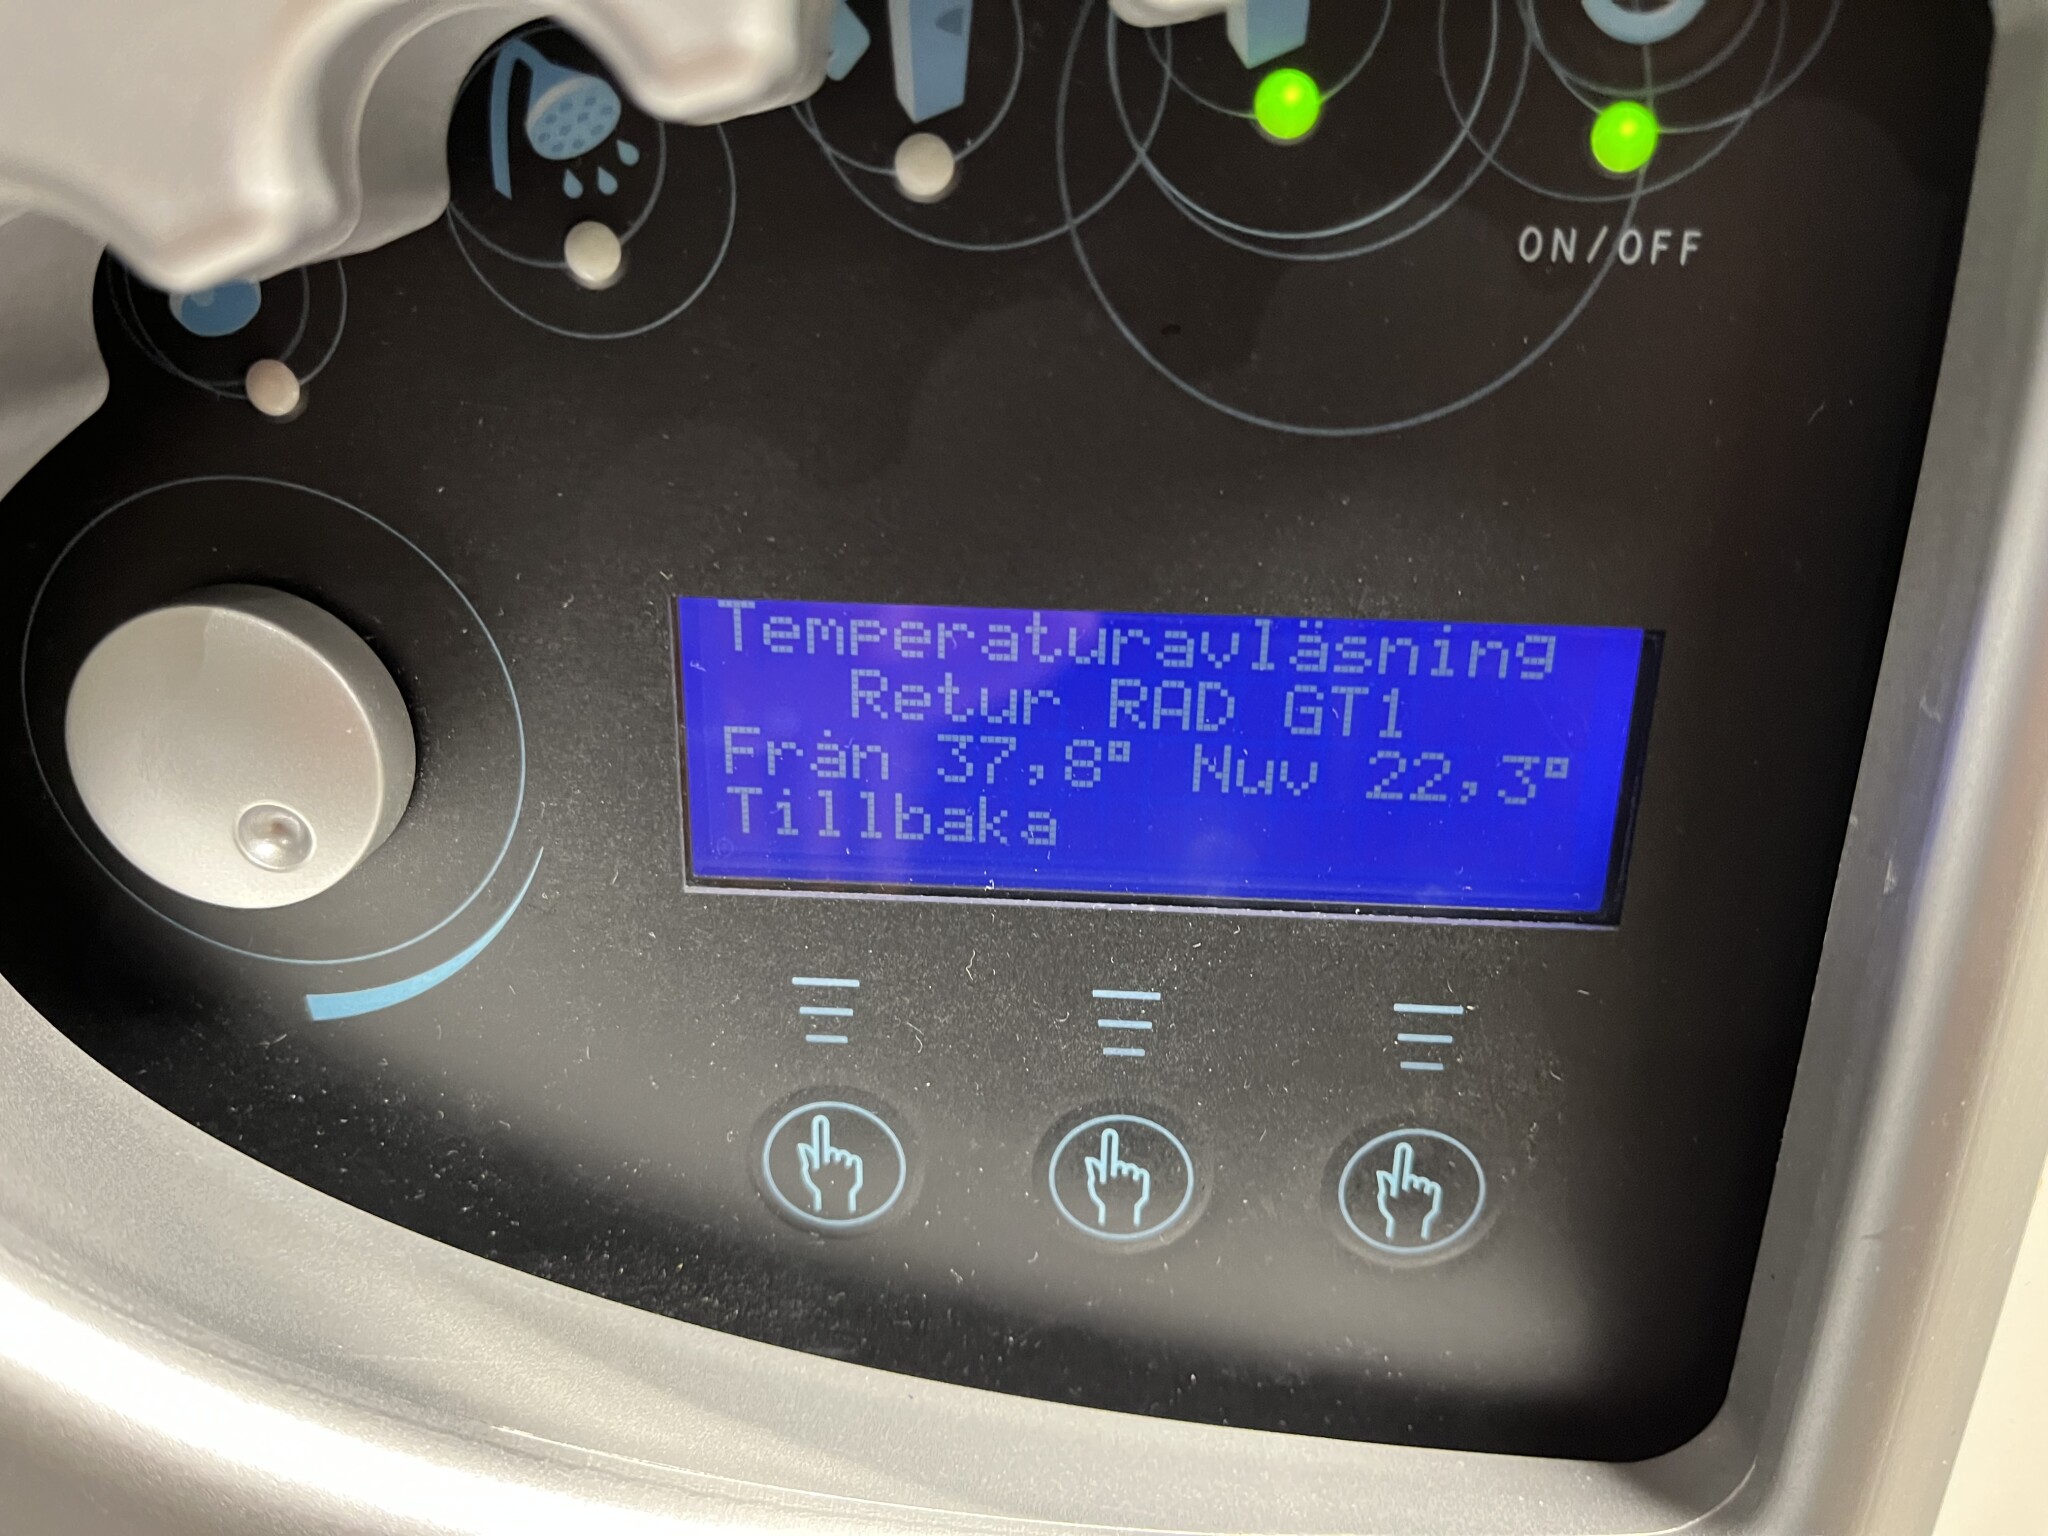 ON/OFF
Temperaturavläsning
Retur RAD GT1
Från 37,8° Nuv 22,3°
Tillbaka